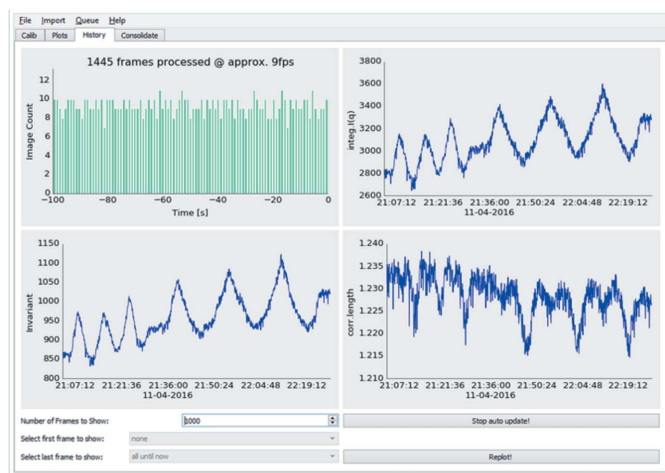 File Import Queue Help
Calib Plots History Consolidate
1445 frames processed @ approx. 9fps
Image Count
12
10
8
6
4
2
0
−100 −80 −60 −40 −20 0
Time [s]
integ.I(q)
3800
3600
3400
3200
3000
2800
2600
21:07:12 21:21:36 21:36:00 21:50:24 22:04:48 22:19:12
11-04-2016
Invariant
1150
1100
1050
1000
950
900
850
800
21:07:12 21:21:36 21:36:00 21:50:24 22:04:48 22:19:12
11-04-2016
corr.length
1.240
1.235
1.230
1.225
1.220
1.215
1.210
21:07:12 21:21:36 21:36:00 21:50:24 22:04:48 22:19:12
11-04-2016
Number of Frames to Show: 1000 Stop auto update!
Select first frame to show: none
Select last frame to show: all until now Replot!